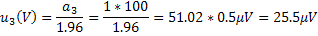 u₃(V) = a₃/1.96 = 1 * 100/1.96 = 51.02 * 0.5μV = 25.5μV